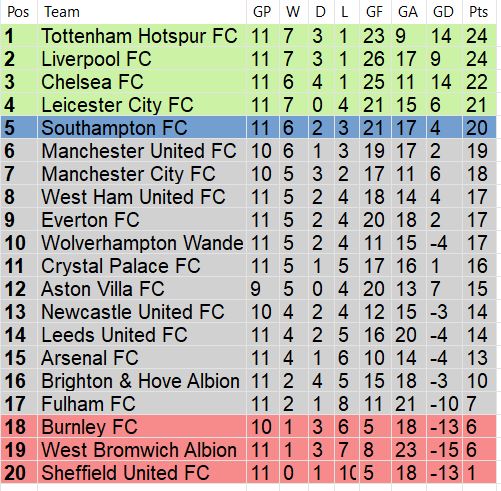 Pos Team GP W D L GF GA GD Pts
1 Tottenham Hotspur FC 11 7 3 1 23 9 14 24
2 Liverpool FC 11 7 3 1 26 17 9 24
3 Chelsea FC 11 6 4 1 25 11 14 22
4 Leicester City FC 11 7 0 4 21 15 6 21
5 Southampton FC 11 6 2 3 21 17 4 20
6 Manchester United FC 10 6 1 3 19 17 2 19
7 Manchester City FC 10 5 3 2 17 11 6 18
8 West Ham United FC 11 5 2 4 18 14 4 17
9 Everton FC 11 5 2 4 20 18 2 17
10 Wolverhampton Wande 11 5 2 4 11 15 -4 17
11 Crystal Palace FC 11 5 1 5 17 16 1 16
12 Aston Villa FC 9 5 0 4 20 13 7 15
13 Newcastle United FC 10 4 2 4 12 15 -3 14
14 Leeds United FC 11 4 2 5 16 20 -4 14
15 Arsenal FC 11 4 1 6 10 14 -4 13
16 Brighton & Hove Albion 11 2 4 5 15 18 -3 10
17 Fulham FC 11 2 1 8 11 21 -10 7
18 Burnley FC 10 1 3 6 5 18 -13 6
19 West Bromwich Albion 11 1 3 7 8 23 -15 6
20 Sheffield United FC 11 0 1 10 5 18 -13 1